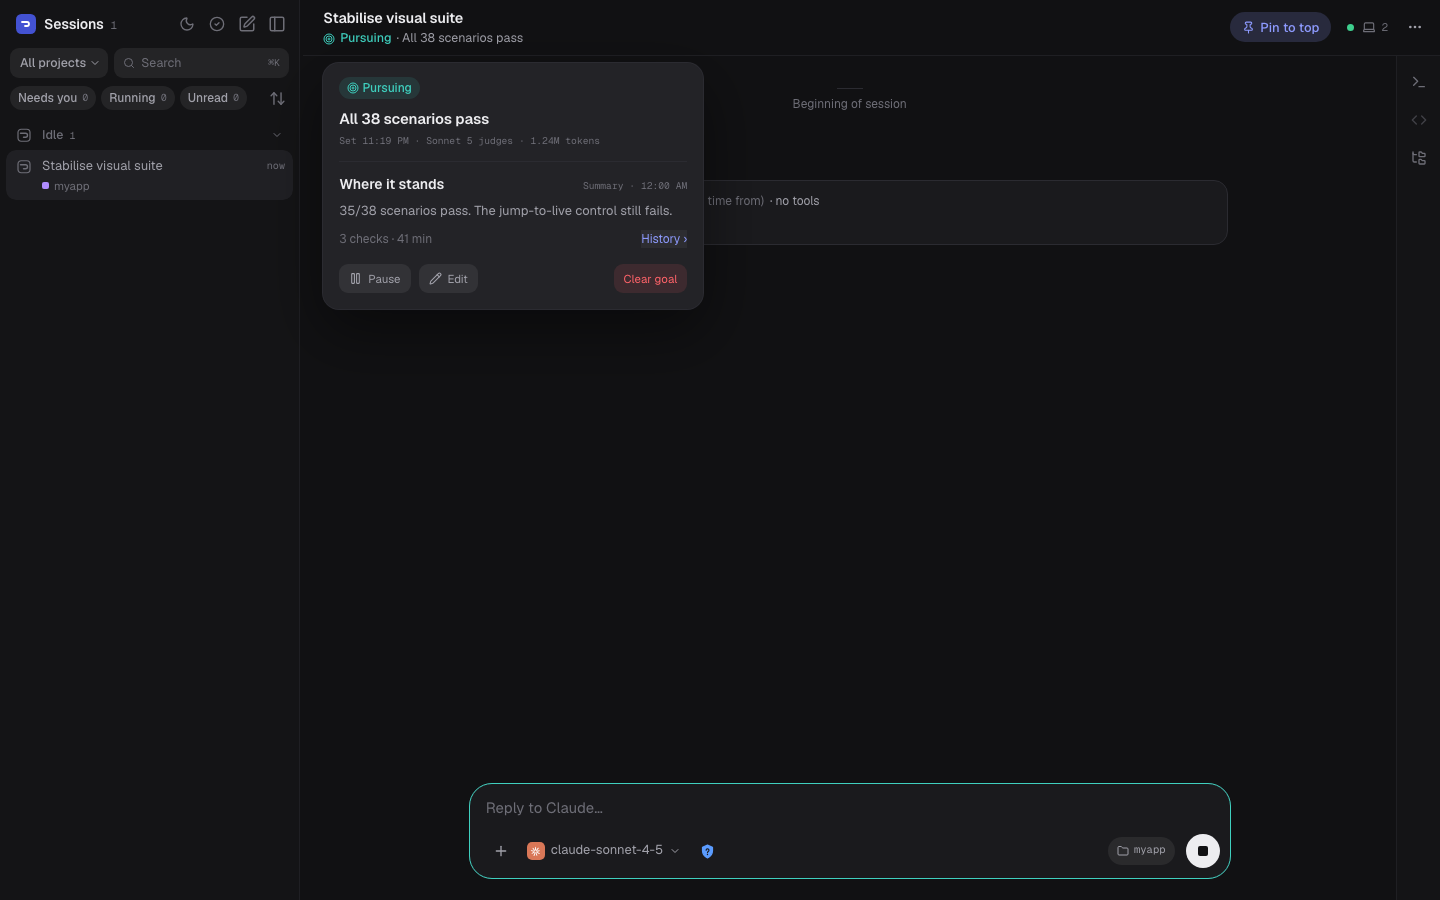 Sessions 1
All projects
Search ⌘K
Needs you 0
Running 0
Unread 0
Idle 1
Stabilise visual suite now
myapp
Stabilise visual suite
Pursuing · All 38 scenarios pass
Pin to top
2
Pursuing
All 38 scenarios pass
Set 11:19 PM · Sonnet 5 judges · 1.24M tokens
Where it stands Summary · 12:00 AM
35/38 scenarios pass. The jump-to-live control still fails.
3 checks · 41 min History ›
Pause Edit Clear goal
Beginning of session
time from) · no tools
Reply to Claude…
claude-sonnet-4-5
myapp